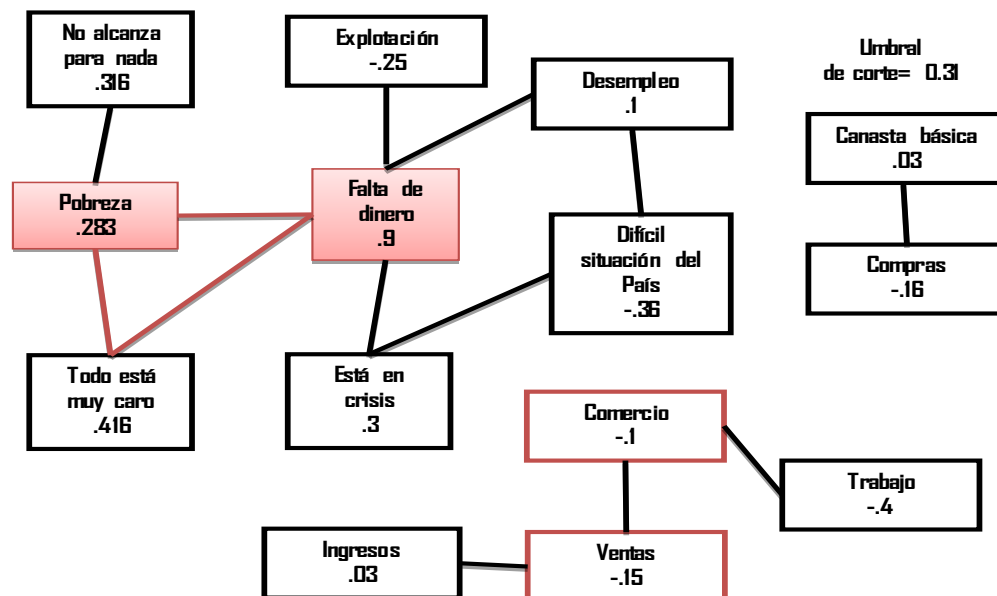 No alcanza
para nada
.316
Explotación
-.25
Desempleo
.1
Umbral
de corte= 0.31
Canasta básica
.03
Pobreza
.283
Falta de
dinero
.9
Difícil
situación del
País
-.36
Compras
-.16
Todo está
muy caro
.416
Está en
crisis
.3
Comercio
-.1
Trabajo
-.4
Ingresos
.03
Ventas
-.15